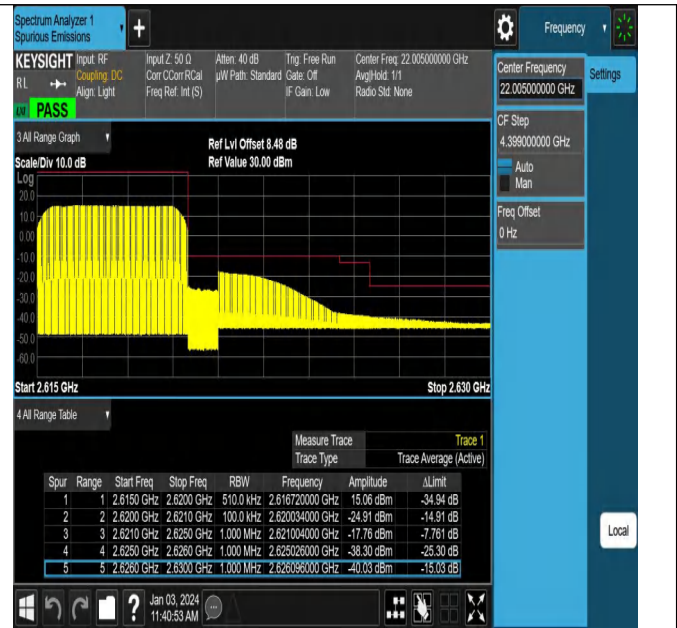 Spectrum Analyzer 1
Spurious Emissions
Frequency
KEYSIGHT Input: RF Input Z: 50 Ω Atten: 40 dB Trig: Free Run Center Freq: 22.005000000 GHz
RL Coupling: DC Corr CCorr RCal µW Path: Standard Gate: Off Avg|Hold: 1/1
Align: Light Freq Ref: Int (S) IF Gain: Low Radio Std: None
PASS
Center Frequency
22.005000000 GHz
Settings
CF Step
4.399000000 GHz
Auto
Man
Freq Offset
0 Hz
3 All Range Graph
Ref Lvl Offset 8.48 dB
Scale/Div 10.0 dB Ref Value 30.00 dBm
Log
20.0
10.0
0.00
-10.0
-20.0
-30.0
-40.0
-50.0
-60.0
Start 2.615 GHz Stop 2.630 GHz
4 All Range Table
Measure Trace Trace 1
Trace Type Trace Average (Active)
Spur Range Start Freq Stop Freq RBW Frequency Amplitude ΔLimit
1 1 2.6150 GHz 2.6200 GHz 510.0 kHz 2.616720000 GHz 15.06 dBm -34.94 dB
2 2 2.6200 GHz 2.6210 GHz 100.0 kHz 2.620034000 GHz -24.91 dBm -14.91 dB
3 3 2.6210 GHz 2.6250 GHz 1.000 MHz 2.621004000 GHz -17.76 dBm -7.761 dB
4 4 2.6250 GHz 2.6260 GHz 1.000 MHz 2.625026000 GHz -38.30 dBm -25.30 dB
5 5 2.6260 GHz 2.6300 GHz 1.000 MHz 2.626096000 GHz -40.03 dBm -15.03 dB
Local
Jan 03, 2024
11:40:53 AM